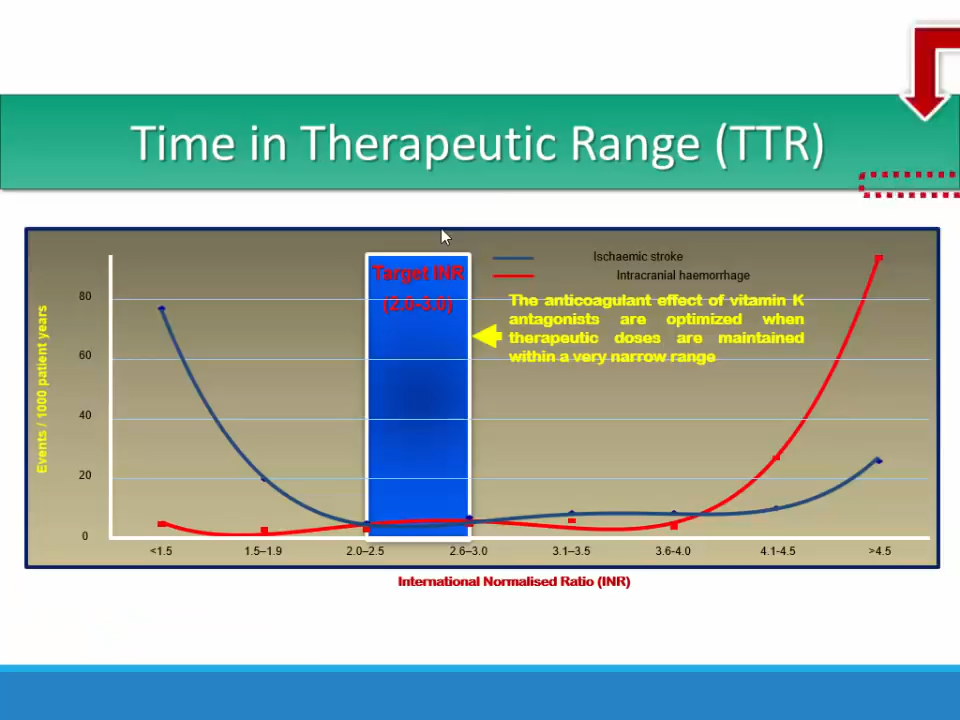 Time in Therapeutic Range (TTR)
Target INR
(2.0-3.0)
Ischaemic stroke
Intracranial haemorrhage
The anticoagulant effect of vitamin K
antagonists are optimized when
therapeutic doses are maintained
within a very narrow range
Events / 1000 patient years
80
60
40
20
0
<1.5
1.5–1.9
2.0–2.5
2.6–3.0
3.1–3.5
3.6-4.0
4.1-4.5
>4.5
International Normalised Ratio (INR)